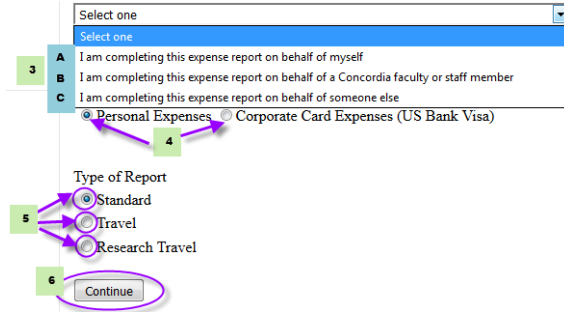 Select one
Select one
3
A I am completing this expense report on behalf of myself
B I am completing this expense report on behalf of a Concordia faculty or staff member
C I am completing this expense report on behalf of someone else
Personal Expenses Corporate Card Expenses (US Bank Visa)
4
Type of Report
Standard
5 Travel
Research Travel
6
Continue